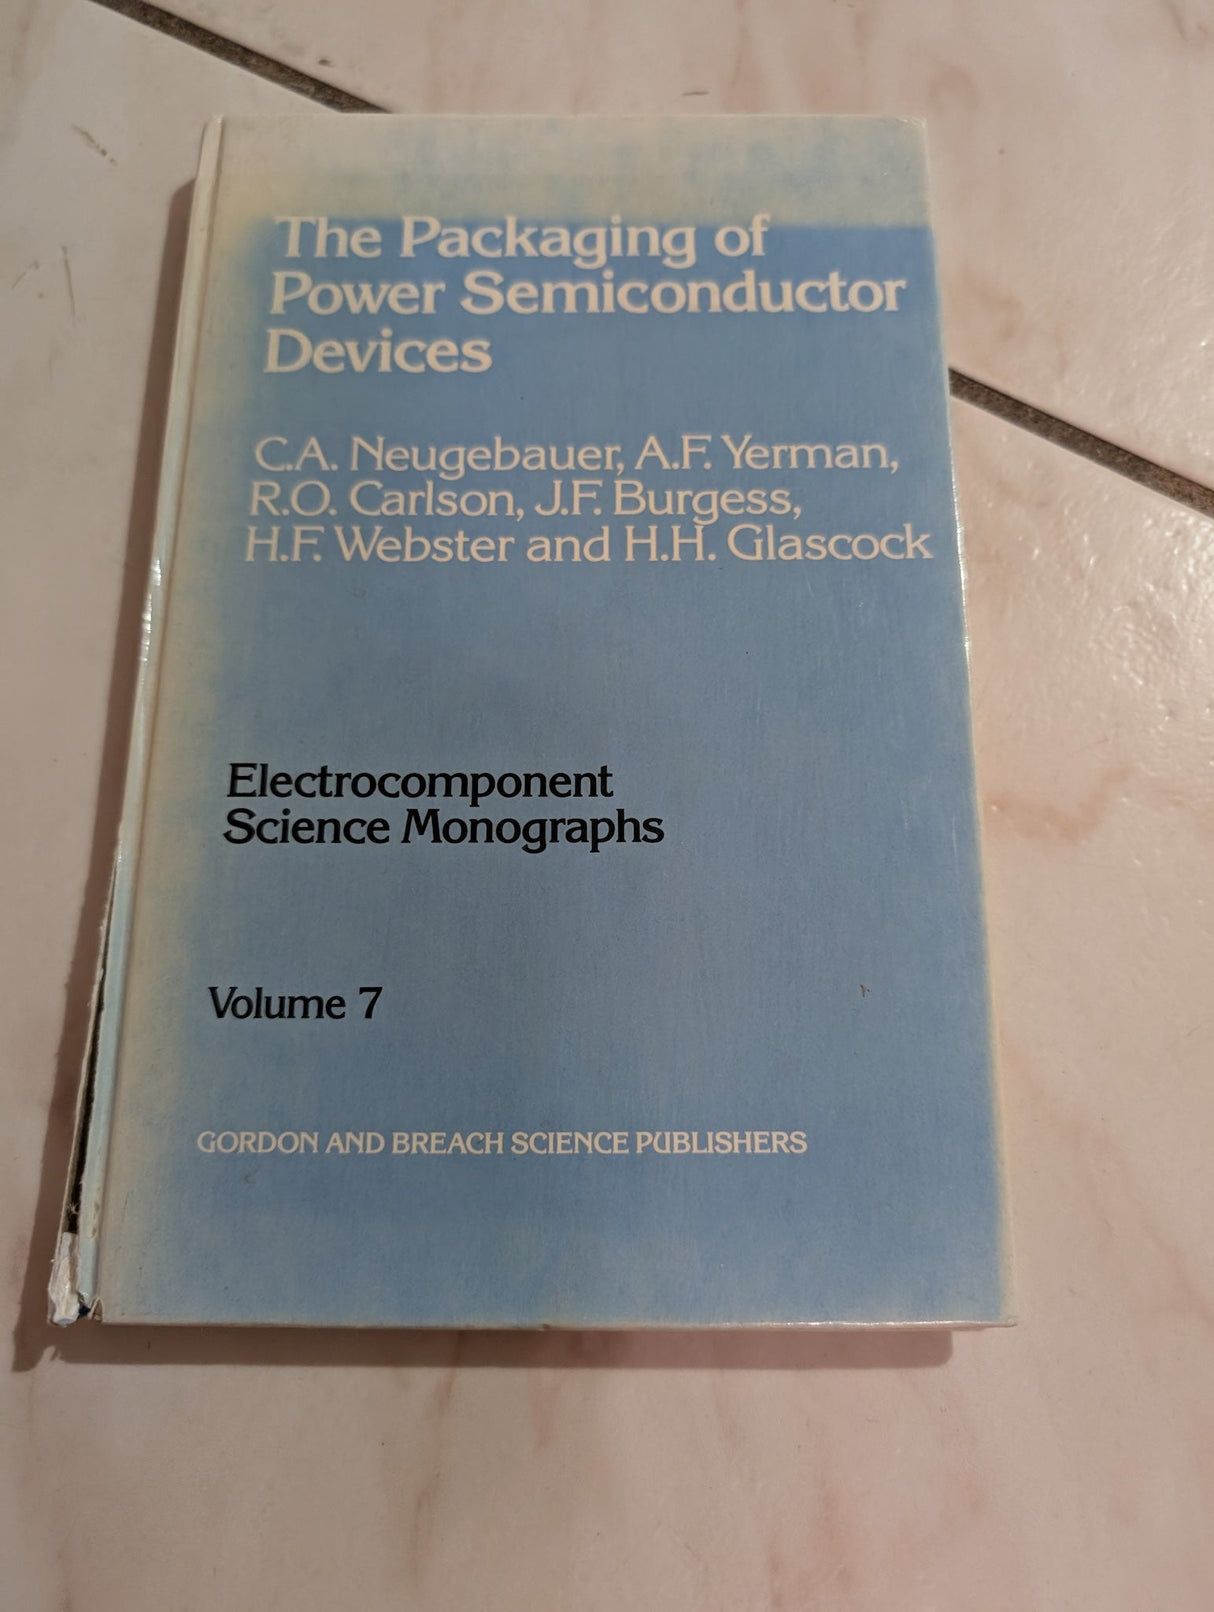 The Packaging of
Power Semiconductor
Devices
C.A. Neugebauer, A.F. Yerman,
R.O. Carlson, J.F. Burgess,
H.F. Webster and H.H. Glascock
Electrocomponent
Science Monographs
Volume 7
GORDON AND BREACH SCIENCE PUBLISHERS